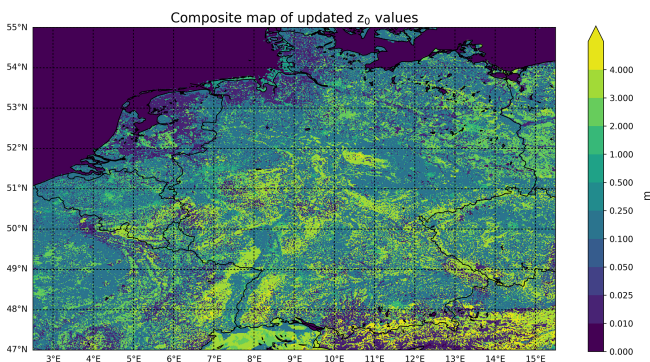 Composite map of updated z₀ values
55°N
54°N
53°N
52°N
51°N
50°N
49°N
48°N
47°N
3°E 4°E 5°E 6°E 7°E 8°E 9°E 10°E 11°E 12°E 13°E 14°E 15°E
4.000
3.000
2.000
1.000
0.500
0.250
0.100
0.050
0.025
0.010
0.000
m